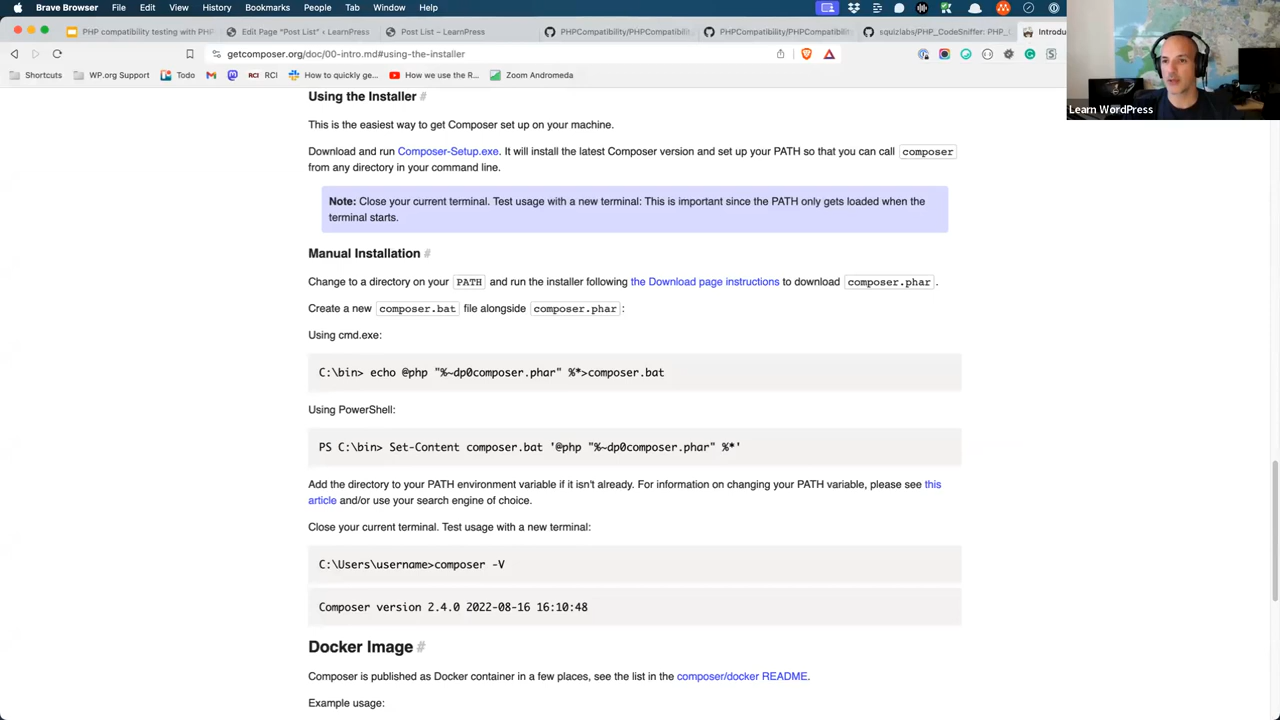 Brave Browser File Edit View History Bookmarks Profiles Tab Window Help
PHP compatibility testing with PHP
Edit Page "Post List" – LearnPress
Post List – LearnPress
PHPCompatibility/PHPCompatibili
PHPCompatibility/PHPCompatibili
squizlabs/PHP_CodeSniffer: PHP_
Introdu
getcomposer.org/doc/00-intro.md#using-the-installer
Shortcuts
WP.org Support
Todo
RCI
How to quickly ge...
How we use the R...
Zoom Andromeda
Learn WordPress
Using the Installer #
This is the easiest way to get Composer set up on your machine.
Download and run Composer-Setup.exe. It will install the latest Composer version and set up your PATH so that you can call composer
from any directory in your command line.
Note: Close your current terminal. Test usage with a new terminal: This is important since the PATH only gets loaded when the
terminal starts.
Manual Installation #
Change to a directory on your PATH and run the installer following the Download page instructions to download composer.phar.
Create a new composer.bat file alongside composer.phar:
Using cmd.exe:
C:\bin> echo @php "%~dp0composer.phar" %*>composer.bat
Using PowerShell:
PS C:\bin> Set-Content composer.bat '@php "%~dp0composer.phar" %*'
Add the directory to your PATH environment variable if it isn't already. For information on changing your PATH variable, please see this
article and/or use your search engine of choice.
Close your current terminal. Test usage with a new terminal:
C:\Users\username>composer -V
Composer version 2.4.0 2022-08-16 16:10:48
Docker Image #
Composer is published as Docker container in a few places, see the list in the composer/docker README.
Example usage: